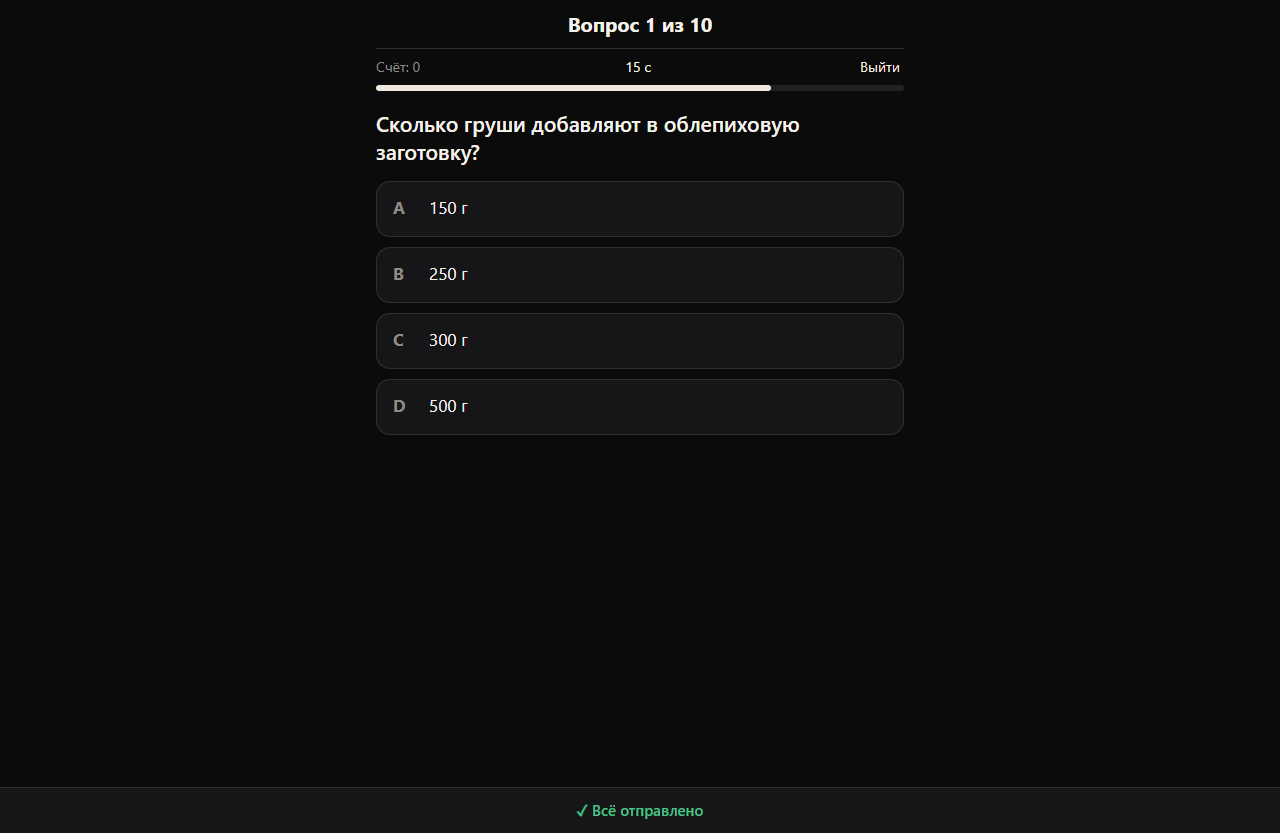 Вопрос 1 из 10
Счёт: 0 15 с Выйти
Сколько груши добавляют в облепиховую
заготовку?
A 150 г
B 250 г
C 300 г
D 500 г
✓ Всё отправлено